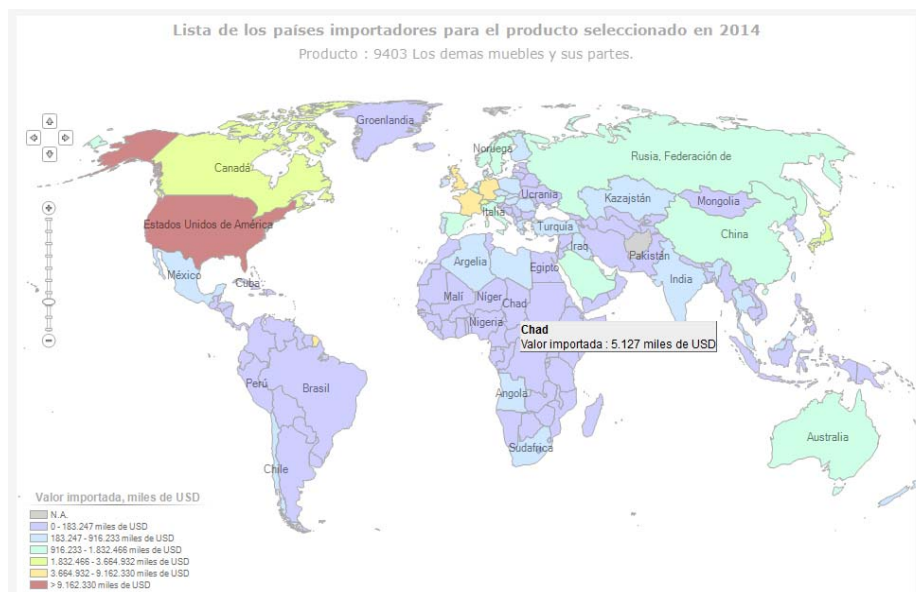 Lista de los países importadores para el producto seleccionado en 2014
Producto : 9403 Los demas muebles y sus partes.
Groenlandia
Noruega
Canadá
Rusia, Federación de
Ucrania
Kazajstán
Mongolia
Estados Unidos de América
Italia
Turquia
China
Iraq
Pakistán
México
Argelia
Egipto
India
Cuba
Malí
Níger
Chad
Nigeria
Chad
Valor importada : 5.127 miles de USD
Perú
Brasil
Angola
Australia
Sudafrica
Chile
Valor importada, miles de USD
N.A.
0 - 183.247 miles de USD
183.247 - 916.233 miles de USD
916.233 - 1.832.466 miles de USD
1.832.466 - 3.664.932 miles de USD
3.664.932 - 9.162.330 miles de USD
> 9.162.330 miles de USD